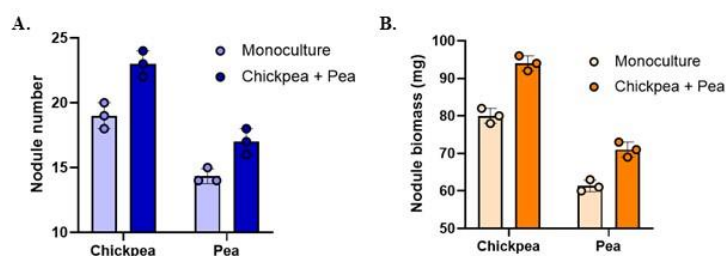 A.
Nodule number
25
20
15
10
Monoculture
Chickpea + Pea
Chickpea
Pea
B.
Nodule biomass (mg)
100
90
80
70
60
50
Monoculture
Chickpea + Pea
Chickpea
Pea